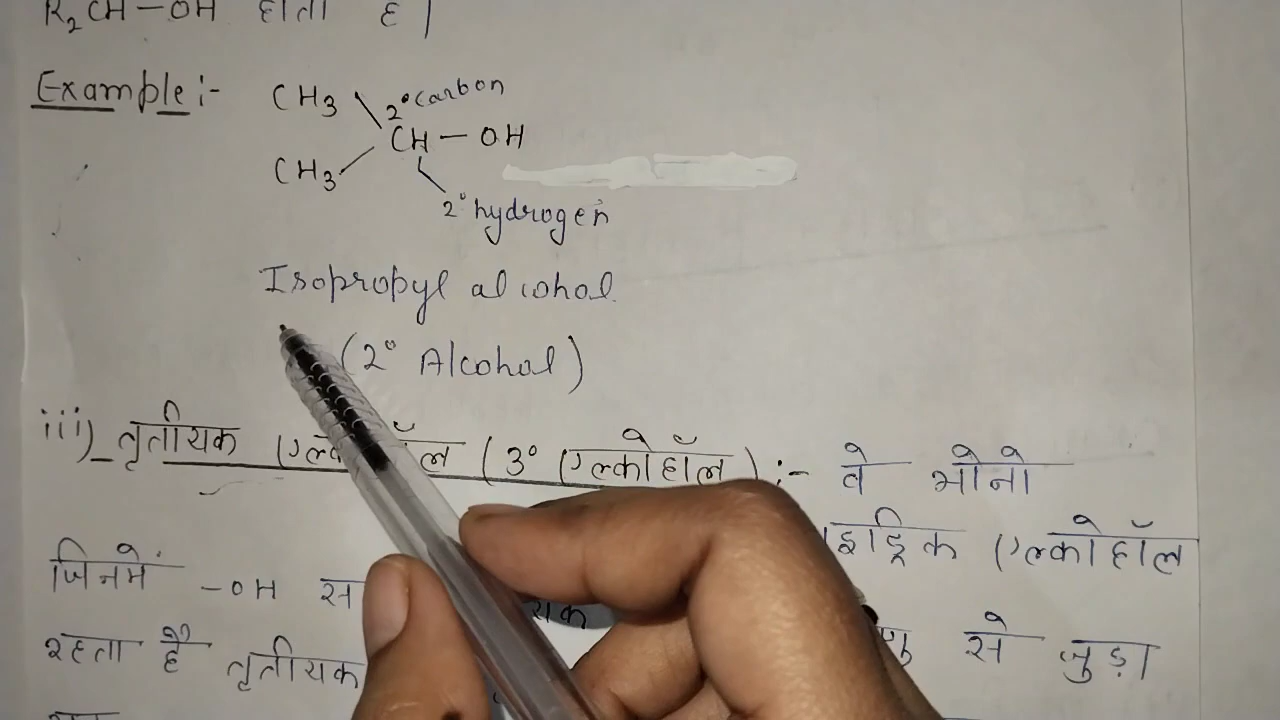 R₂CH—OH होता है।
Example:-
CH₃
2° carbon
CH—OH
CH₃
2° hydrogen
Isopropyl alcohol
(2° Alcohol)
iii) तृतीयक (3° एल्कोहॉल) :- वे मोनो
एल्कोहॉल
जिनमें -OH
रहता है तृतीयक से जुड़ा